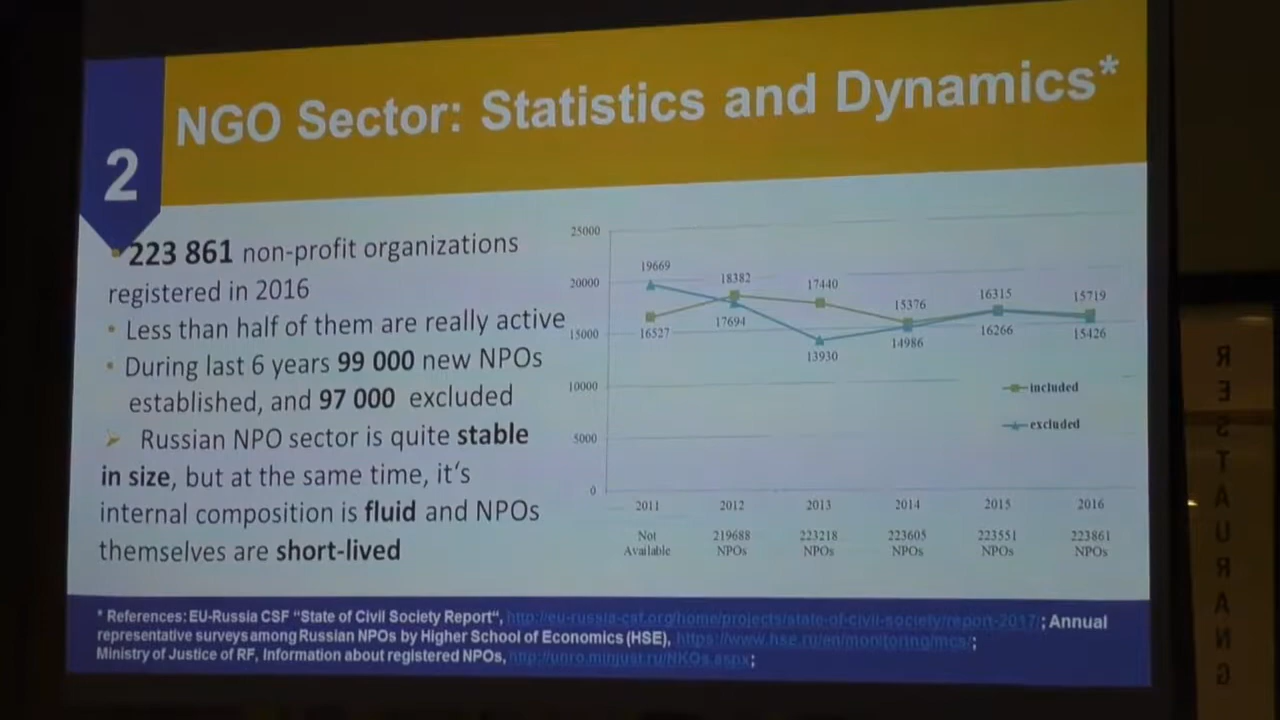 2
NGO Sector: Statistics and Dynamics*
• 223 861 non-profit organizations
registered in 2016
• Less than half of them are really active
• During last 6 years 99 000 new NPOs
established, and 97 000 excluded
➢ Russian NPO sector is quite stable
in size, but at the same time, it's
internal composition is fluid and NPOs
themselves are short-lived
25000
20000
15000
10000
5000
0
19669
18382
17440
15376
16315
15719
16527
17694
13930
14986
16266
15426
included
excluded
2011 2012 2013 2014 2015 2016
Not 219688 223218 223605 223551 223861
Available NPOs NPOs NPOs NPOs NPOs
* References: EU-Russia CSF "State of Civil Society Report", http://eu-russia-csf.org/home/projects/state-of-civil-society/report-2017/; Annual
representative surveys among Russian NPOs by Higher School of Economics (HSE), https://www.hse.ru/en/monitoring/mcs/;
Ministry of Justice of RF, Information about registered NPOs, http://unro.minjust.ru/NKOs.aspx;
RESTAURANG